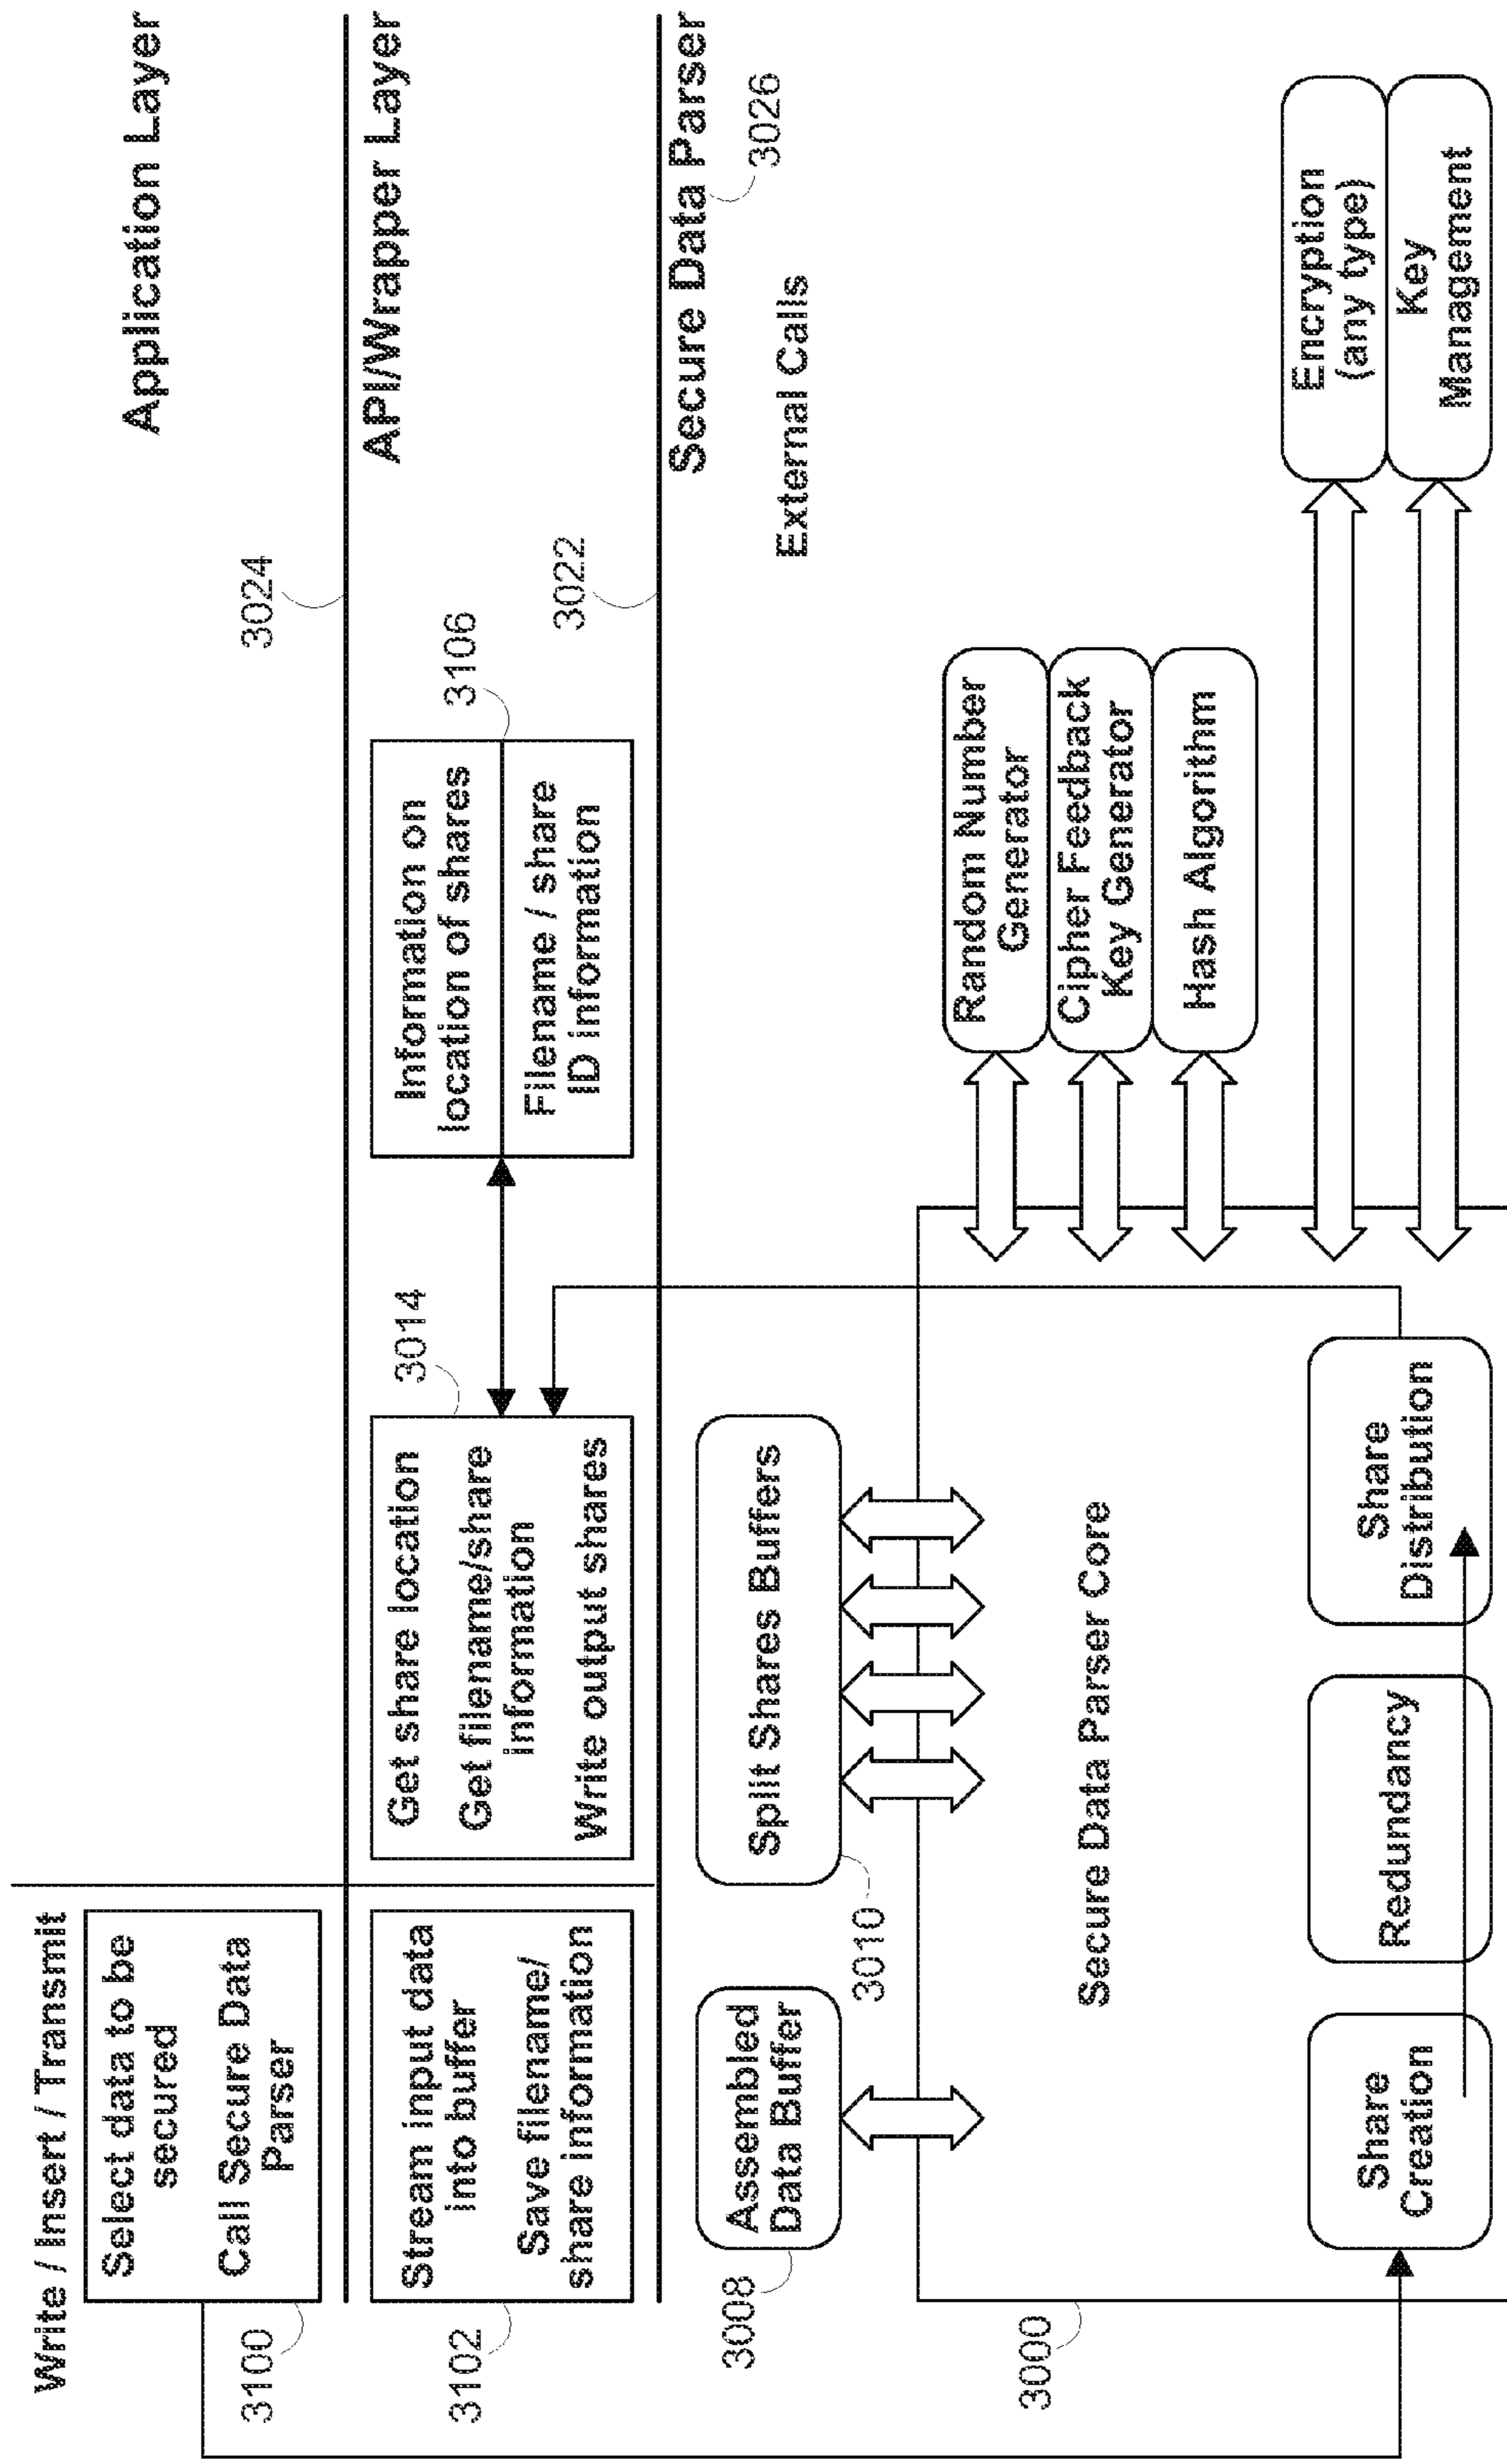 Write / Insert / Transmit
Application Layer
Select data to be
secured
Call Secure Data
Parser
3100
3024
API/Wrapper Layer
Stream input data
into buffer
Save filename/
share information
3102
Get share location
Get filename/share
information
Write output shares
3014
Information on
location of shares
Filename / share
ID information
3106
3022
Secure Data Parser
3026
External Calls
Assembled
Data Buffer
3008
Split Shares Buffers
3010
Random Number
Generator
Cipher Feedback
Key Generator
Hash Algorithm
Secure Data Parser Core
3000
Encryption
(any type)
Key
Management
Share
Creation
Redundancy
Share
Distribution